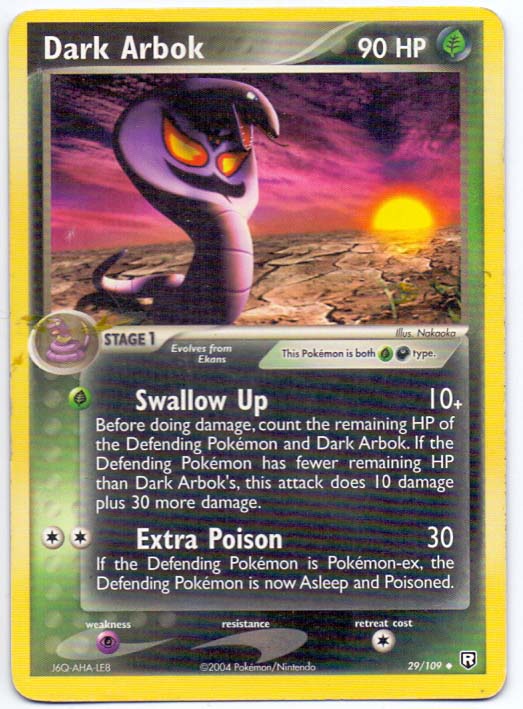 Dark Arbok 90 HP
Illus. Nakaoka
STAGE 1
Evolves from
Ekans
This Pokémon is both type.
Swallow Up 10+
Before doing damage, count the remaining HP of
the Defending Pokémon and Dark Arbok. If the
Defending Pokémon has fewer remaining HP
than Dark Arbok's, this attack does 10 damage
plus 30 more damage.
Extra Poison 30
If the Defending Pokémon is Pokémon-ex, the
Defending Pokémon is now Asleep and Poisoned.
weakness resistance retreat cost
J6Q-AHA-LE8 ©2004 Pokémon/Nintendo 29/109 ◆ R